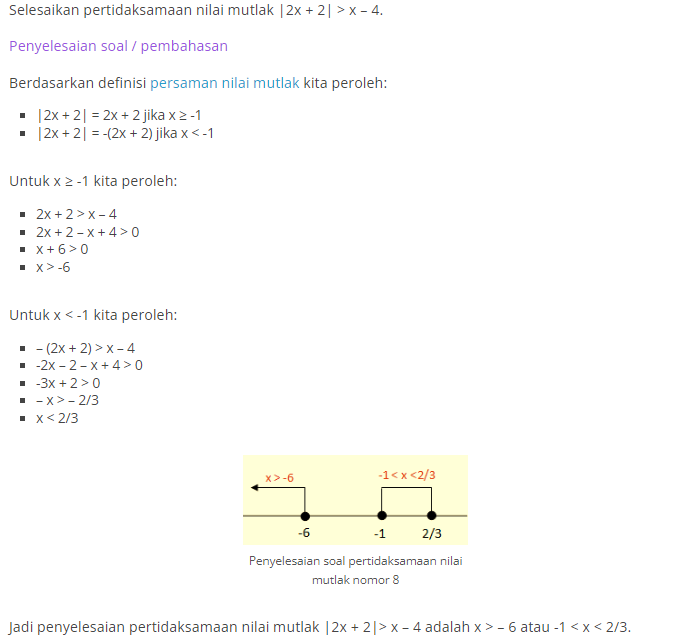 Selesaikan pertidaksamaan nilai mutlak |2x + 2| > x – 4.
Penyelesaian soal / pembahasan
Berdasarkan definisi persaman nilai mutlak kita peroleh:
▪ |2x + 2| = 2x + 2 jika x ≥ -1
▪ |2x + 2| = -(2x + 2) jika x < -1
Untuk x ≥ -1 kita peroleh:
▪ 2x + 2 > x – 4
▪ 2x + 2 – x + 4 > 0
▪ x + 6 > 0
▪ x > -6
Untuk x < -1 kita peroleh:
▪ – (2x + 2) > x – 4
▪ -2x – 2 – x + 4 > 0
▪ -3x + 2 > 0
▪ – x > – 2/3
▪ x < 2/3
x > -6 -1 < x <2/3
-6 -1 2/3
Penyelesaian soal pertidaksamaan nilai
mutlak nomor 8
Jadi penyelesaian pertidaksamaan nilai mutlak |2x + 2|> x – 4 adalah x > – 6 atau -1 < x < 2/3.